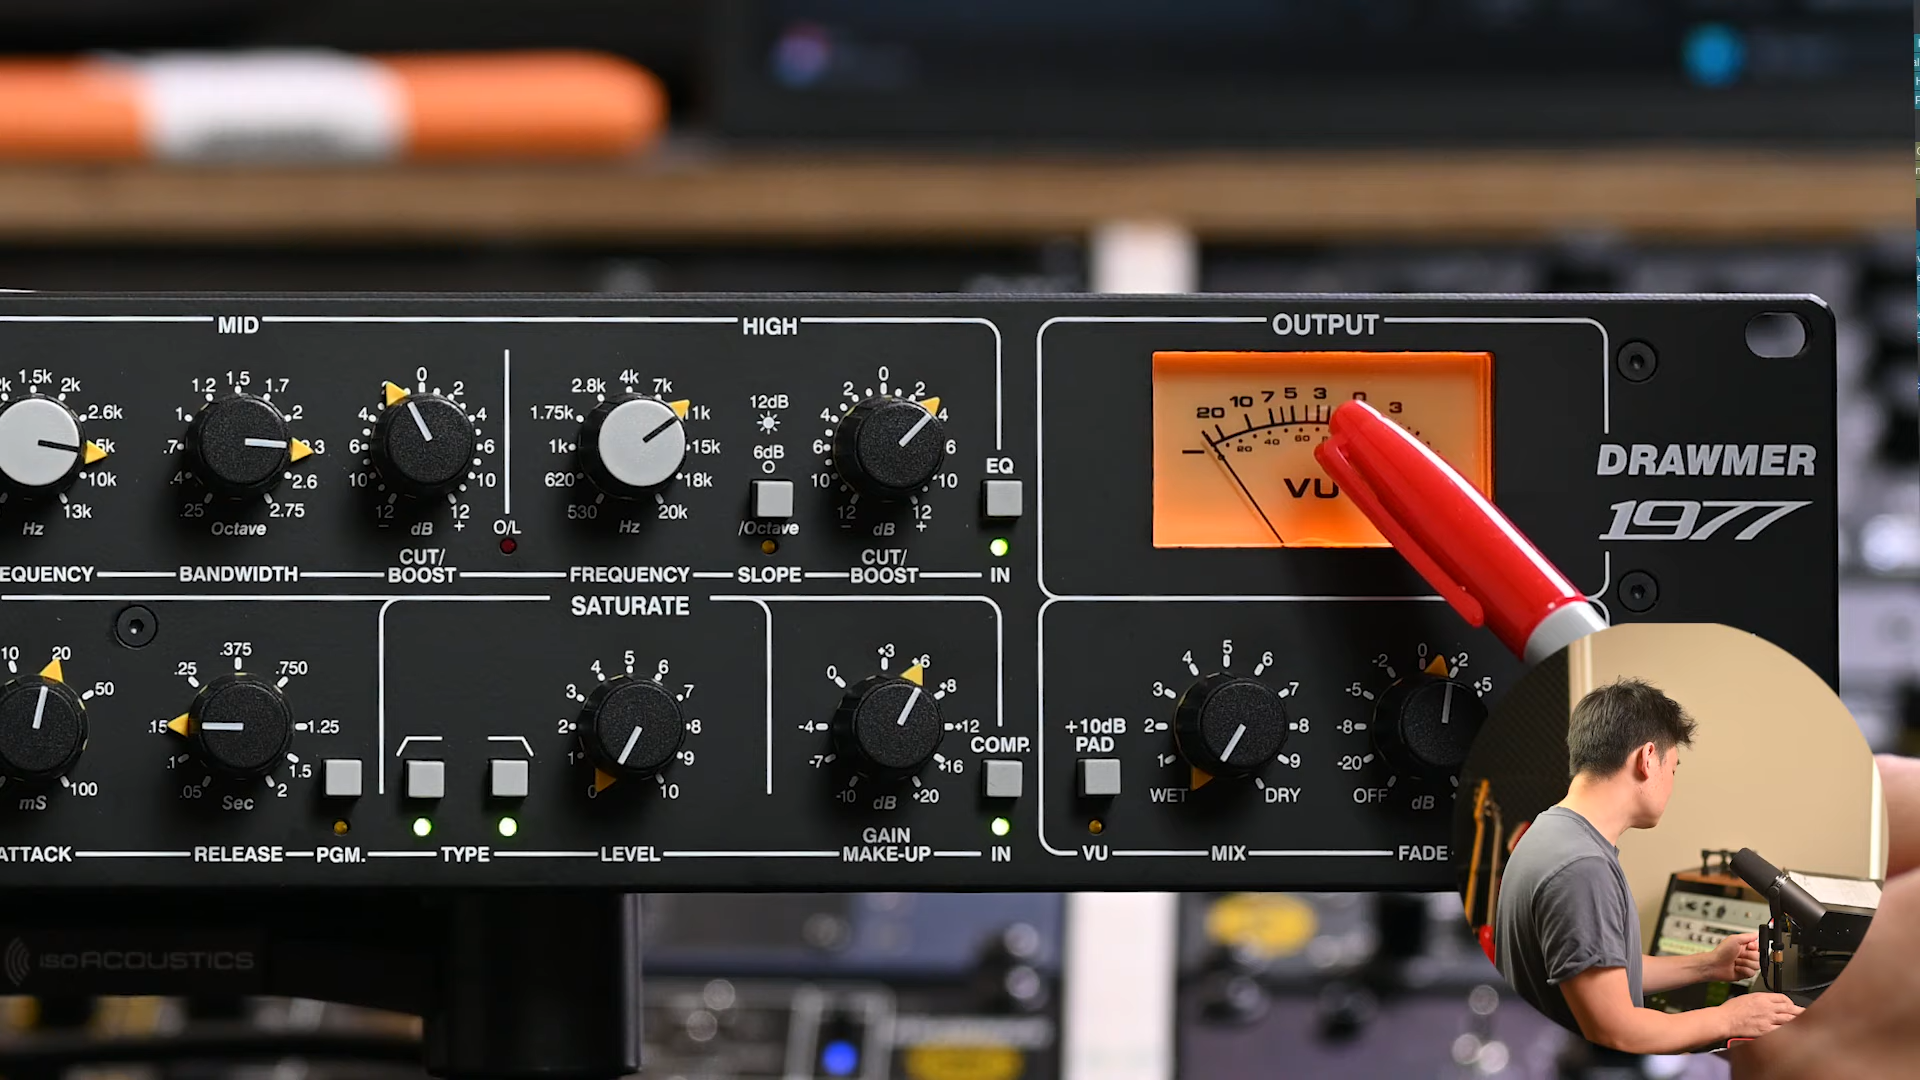 MID
HIGH
OUTPUT
1.5k
2k
2.6k
5k
10k
13k
Hz
1.2
1.5
1.7
1
2
.7
3
.4
2.6
.25
2.75
Octave
0
2
4
4
6
6
10
10
12
12
- dB +
O/L
2.8k
4k
7k
1.75k
11k
1k
15k
620
18k
530
20k
Hz
12dB
6dB
/Octave
0
2
2
4
6
6
10
10
12
12
- dB +
EQ
20 10 7 5 3 0 3
20 40 60
VU
DRAWMER
1977
EQUENCY
BANDWIDTH
CUT/
BOOST
FREQUENCY
SLOPE
CUT/
BOOST
IN
SATURATE
10
20
50
100
mS
.375
.25
.750
.15
1.25
.1
1.5
.05
2
Sec
5
4
6
3
7
2
8
1
9
0
10
+3
0
+6
+8
-4
+12
-7
+16
-10
+20
dB
COMP.
+10dB
PAD
5
4
6
3
7
2
8
1
9
WET
DRY
0
-2
+2
-5
+5
-8
-20
OFF
dB
ATTACK
RELEASE
PGM.
TYPE
LEVEL
GAIN
MAKE-UP
IN
VU
MIX
FADE
isoACOUSTICS